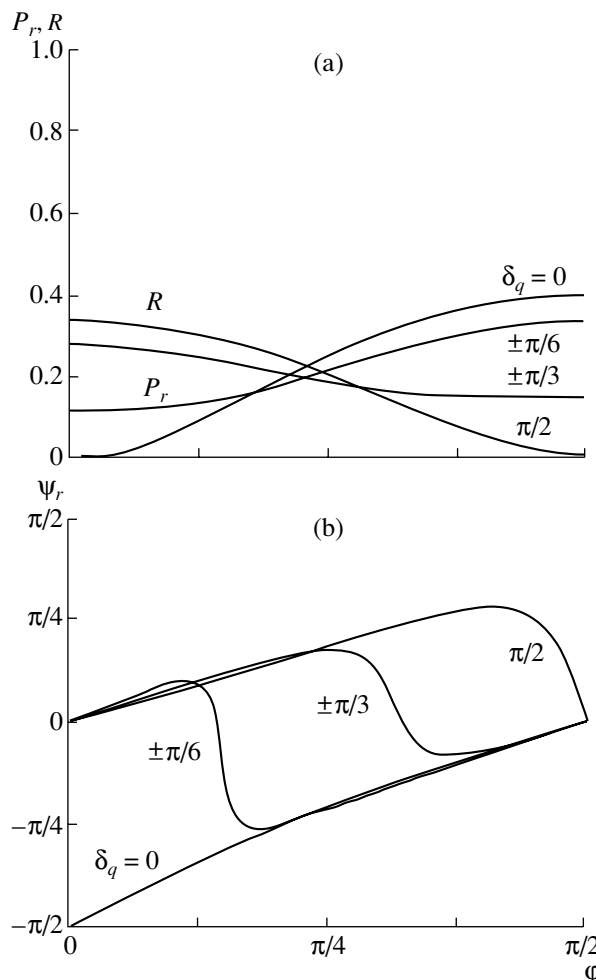 P_r, R
(a)
1.0
0.8
0.6
0.4
0.2
0
R
P_r
δ_q = 0
±π/6
±π/3
π/2
ψ_r
(b)
π/2
π/4
0
−π/4
−π/2
π/2
±π/3
±π/6
δ_q = 0
0
π/4
π/2
φ